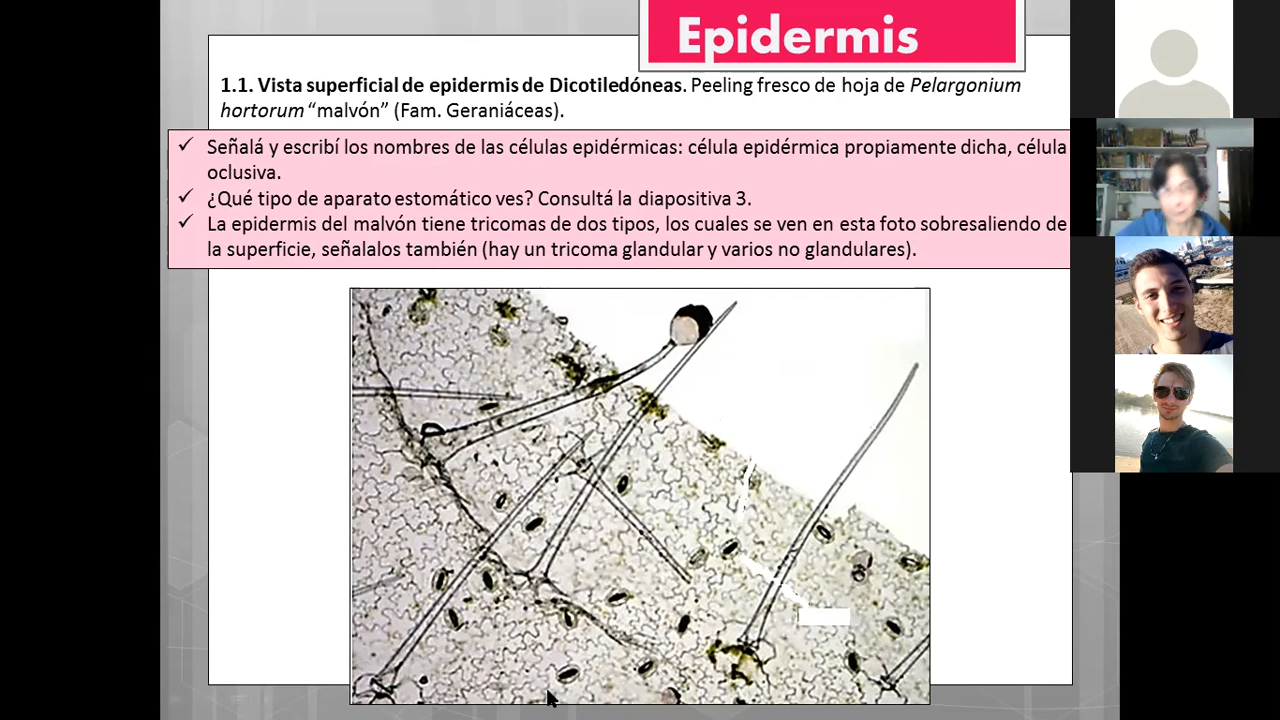 Epidermis
1.1. Vista superficial de epidermis de Dicotiledóneas. Peeling fresco de hoja de Pelargonium
hortorum “malvón” (Fam. Geraniáceas).
✓ Señalá y escribí los nombres de las células epidérmicas: célula epidérmica propiamente dicha, célula
oclusiva.
✓ ¿Qué tipo de aparato estomático ves? Consultá la diapositiva 3.
✓ La epidermis del malvón tiene tricomas de dos tipos, los cuales se ven en esta foto sobresaliendo de
la superficie, señalalos también (hay un tricoma glandular y varios no glandulares).